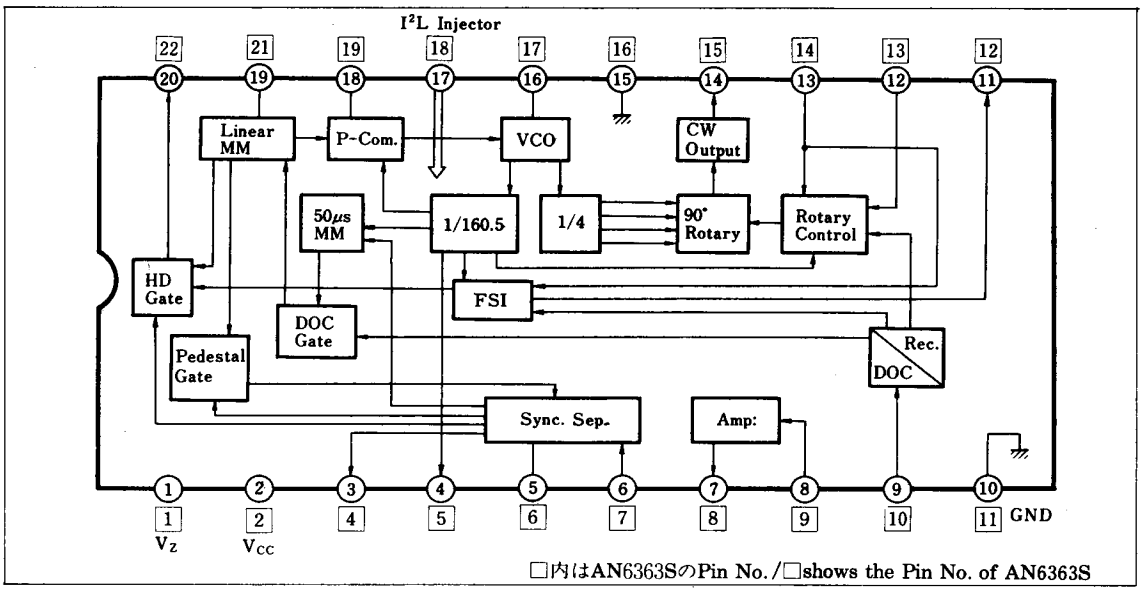 I²L Injector
22 21 19 18 17 16 15 14 13 12
20 19 18 17 16 15 14 13 12 11
Linear
MM
P-Com.
VCO
CW
Output
50μs
MM
1/160.5
1/4
90°
Rotary
Rotary
Control
HD
Gate
FSI
DOC
Gate
Pedestal
Gate
Rec.
DOC
Sync. Sep.
Amp:
1 2 3 4 5 6 7 8 9 10
1 2 4 5 6 7 8 9 10 11 GND
VZ VCC
□内はAN6363SのPin No./□shows the Pin No. of AN6363S